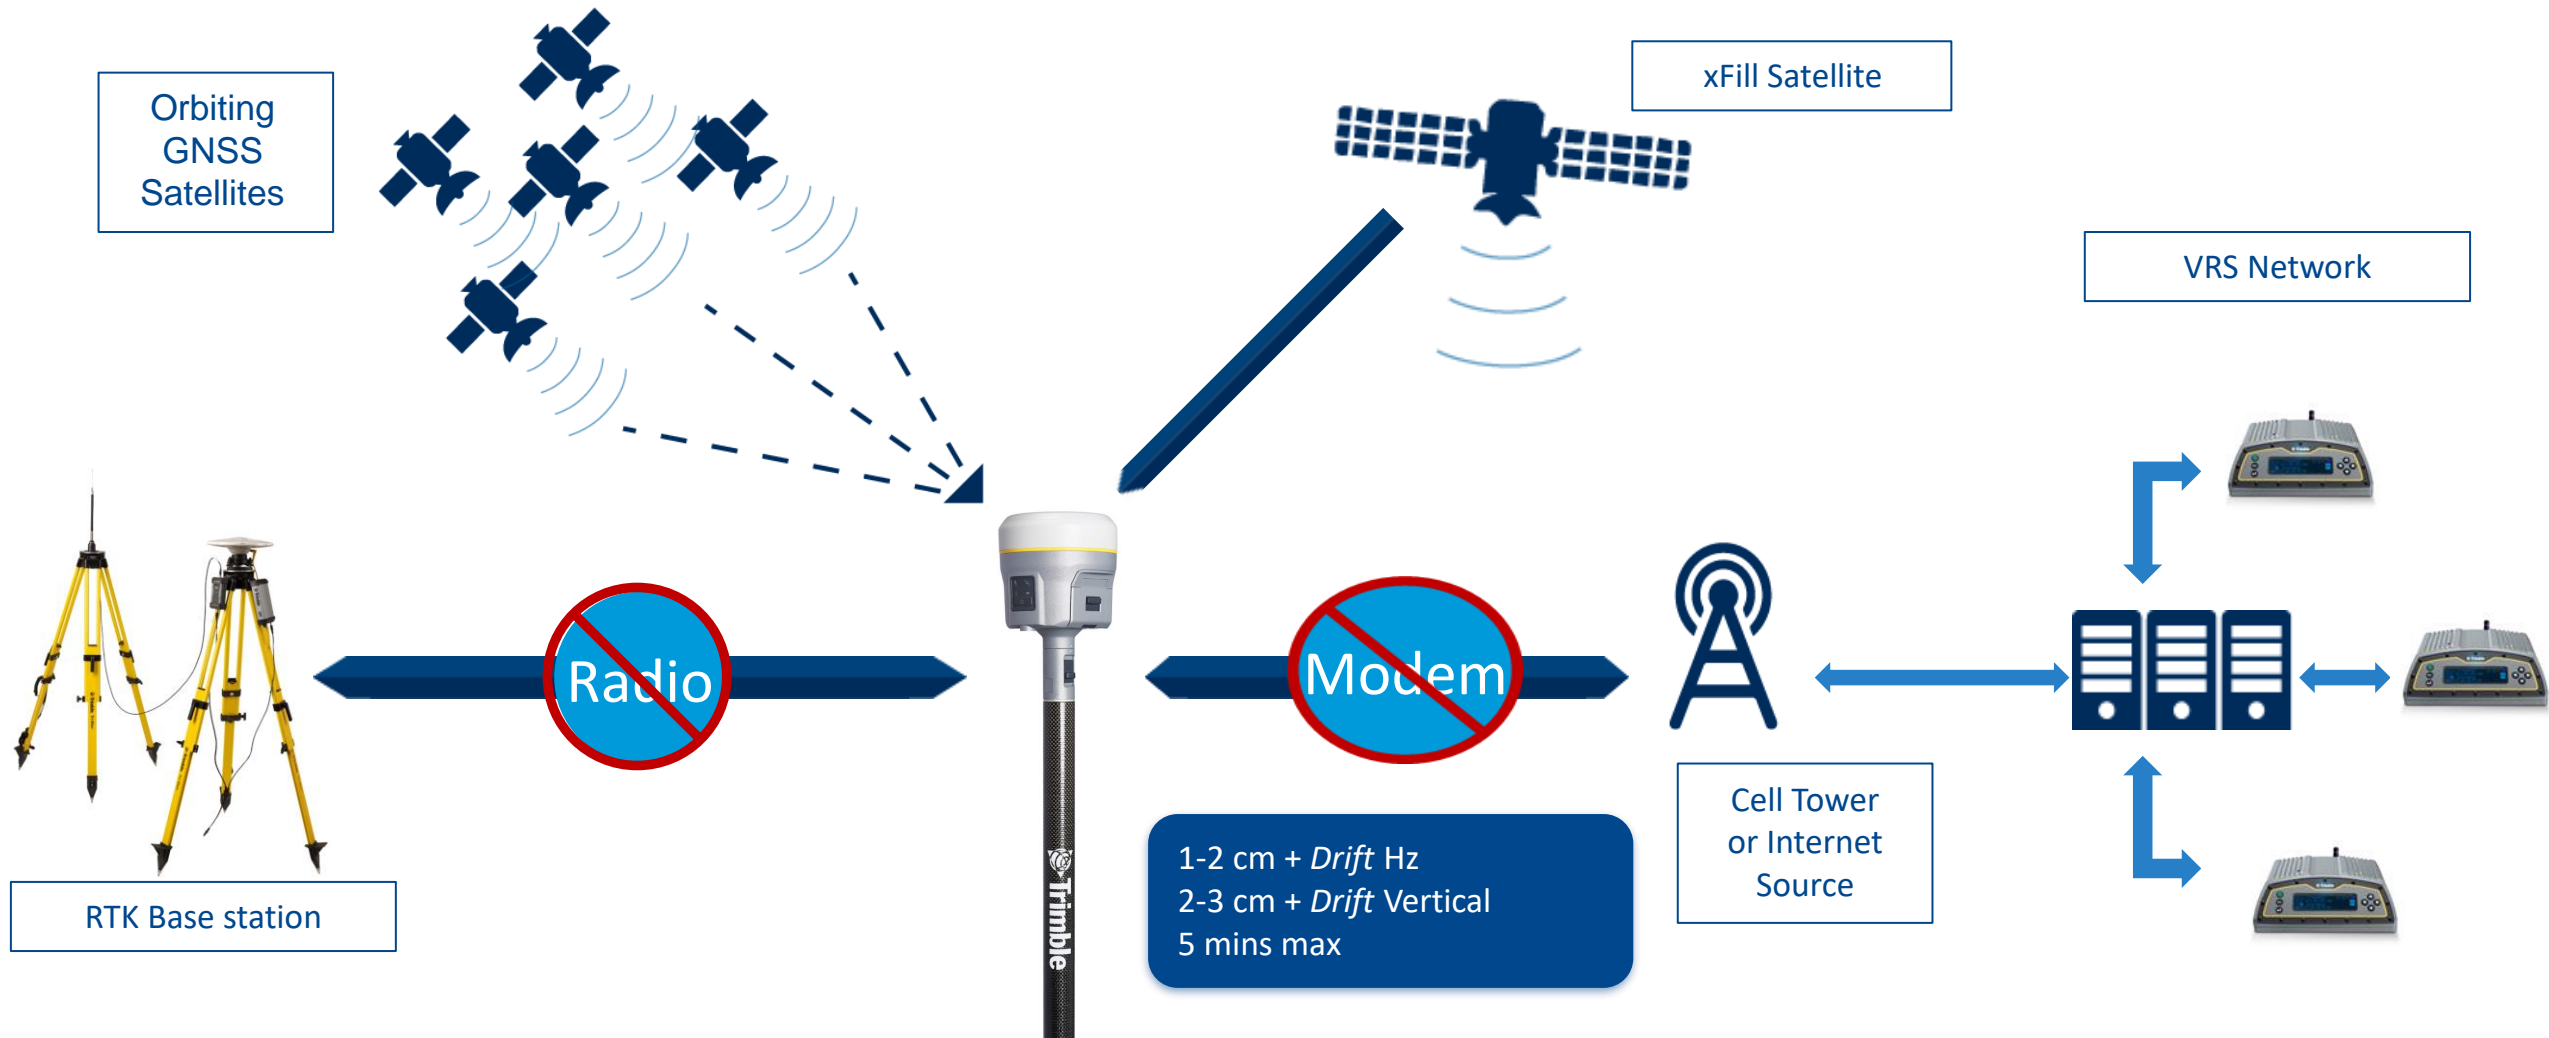 Orbiting
GNSS
Satellites
xFill Satellite
VRS Network
Radio
Modem
Cell Tower
or Internet
Source
1-2 cm + Drift Hz
2-3 cm + Drift Vertical
5 mins max
RTK Base station
Trimble